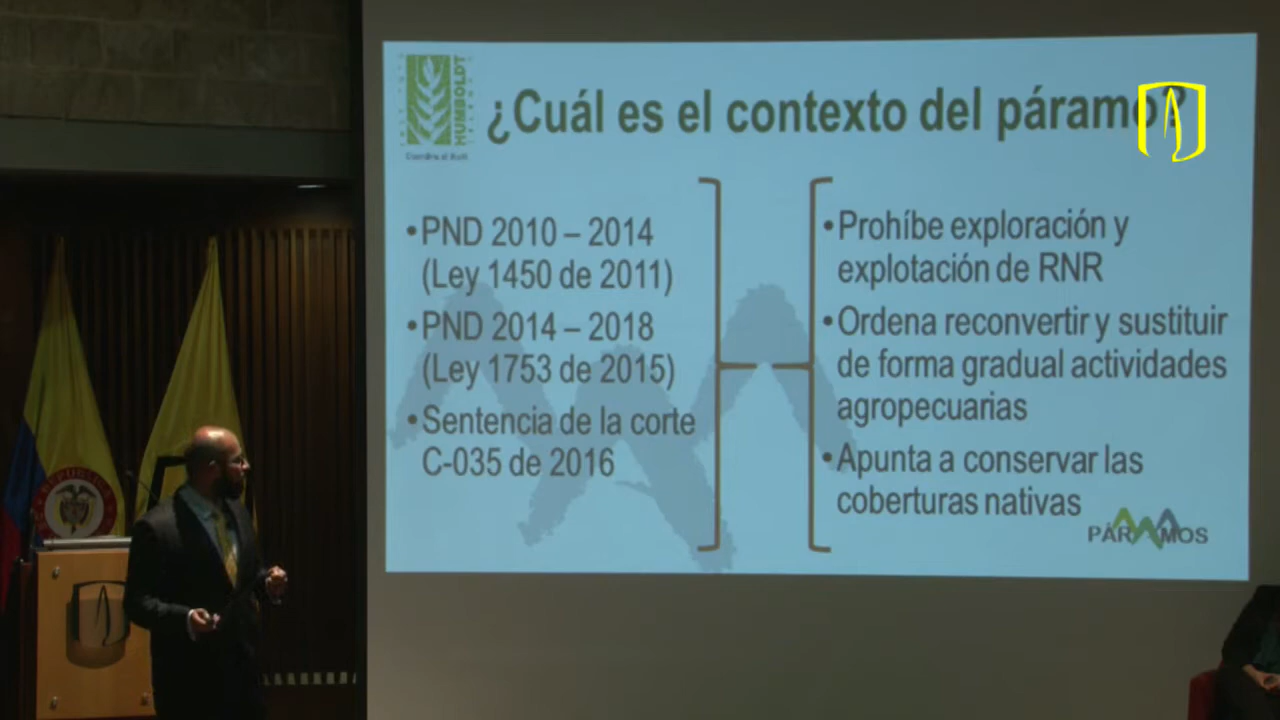 ¿Cuál es el contexto del páramo?
HUMBOLDT
•PND 2010 – 2014
(Ley 1450 de 2011)
•PND 2014 – 2018
(Ley 1753 de 2015)
•Sentencia de la corte
C-035 de 2016
•Prohíbe exploración y
explotación de RNR
•Ordena reconvertir y sustituir
de forma gradual actividades
agropecuarias
•Apunta a conservar las
coberturas nativas
PÁRAMOS